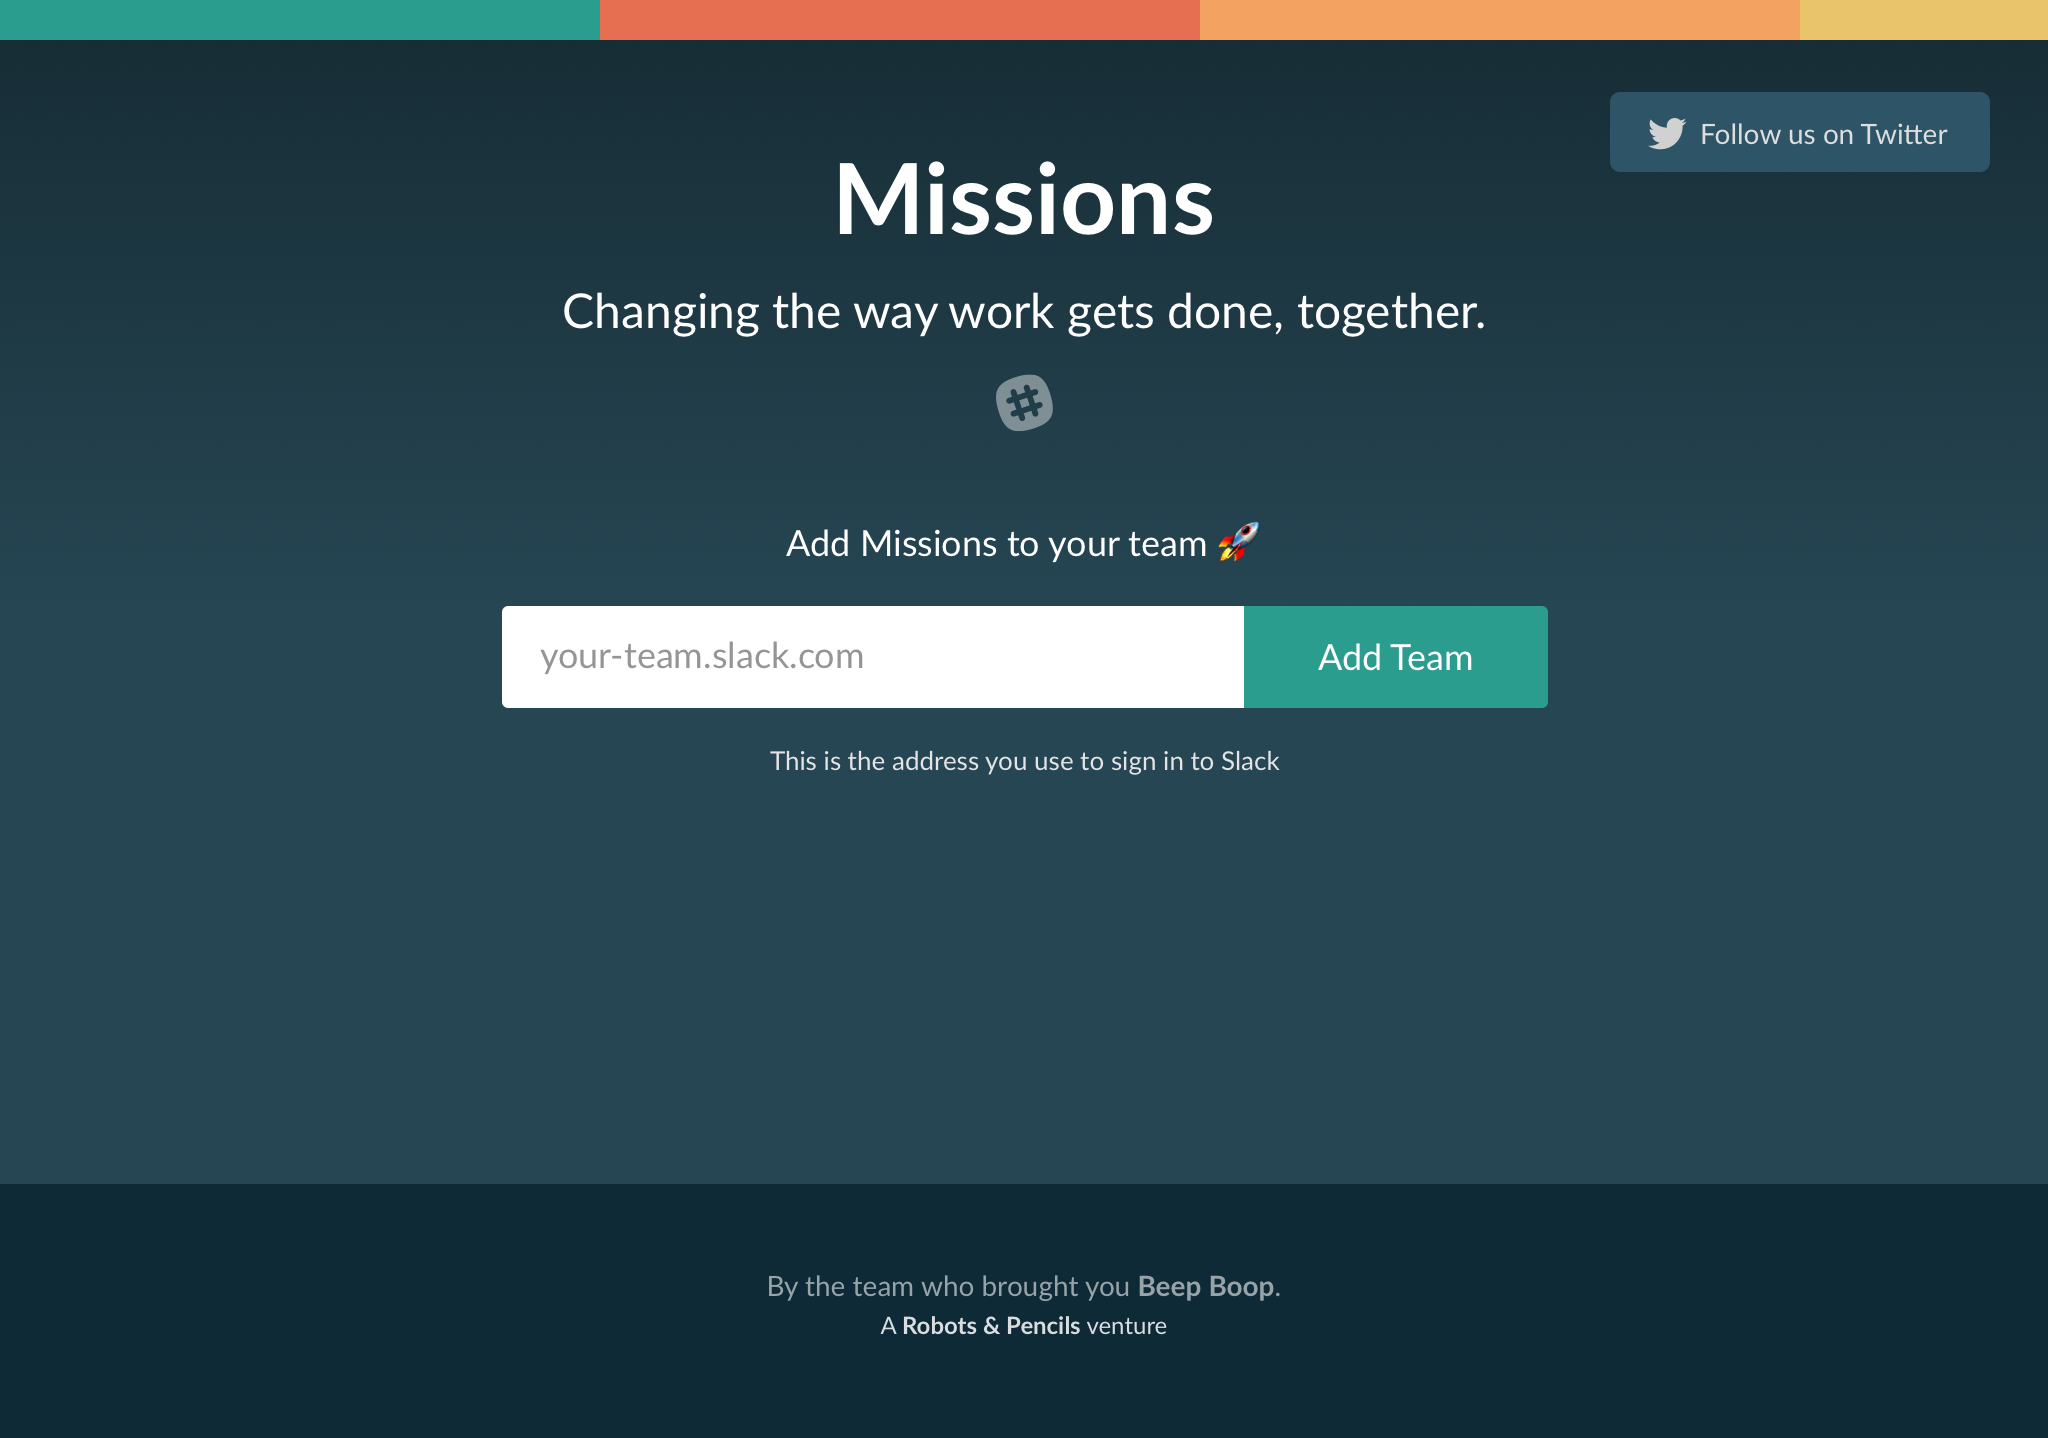 Follow us on Twitter
Missions
Changing the way work gets done, together.
Add Missions to your team 🚀
your-team.slack.com
Add Team
This is the address you use to sign in to Slack
By the team who brought you Beep Boop.
A Robots & Pencils venture